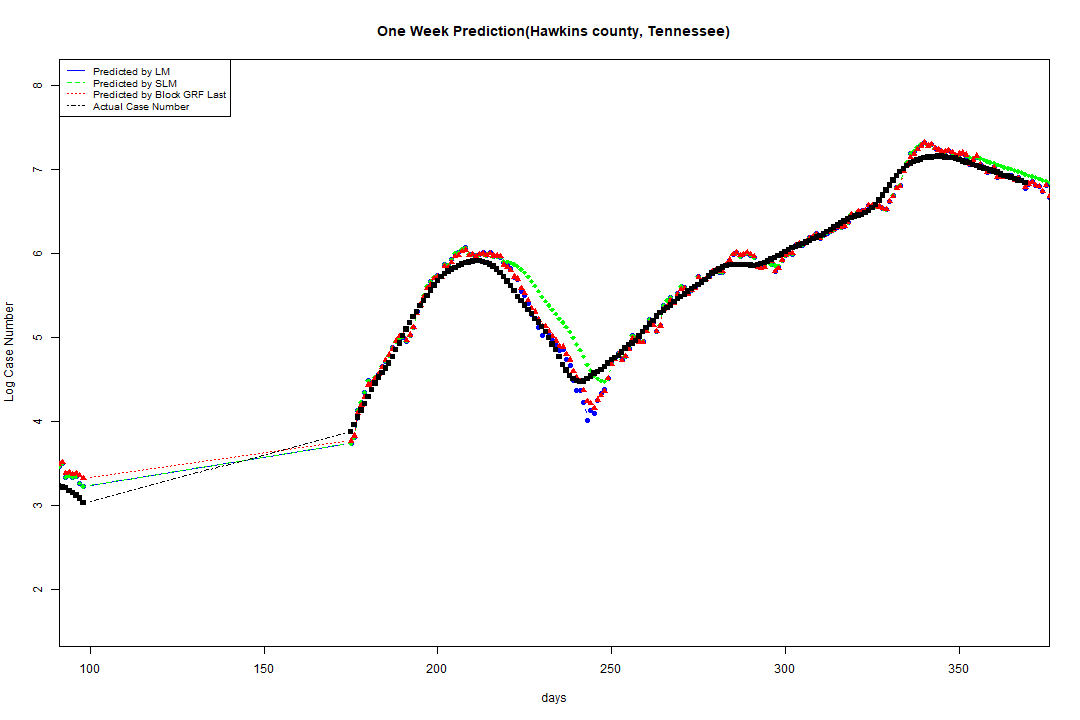 One Week Prediction(Hawkins county, Tennessee)
Predicted by LM
Predicted by SLM
Predicted by Block GRF Last
Actual Case Number
8
7
6
5
4
3
2
Log Case Number
100 150 200 250 300 350
days